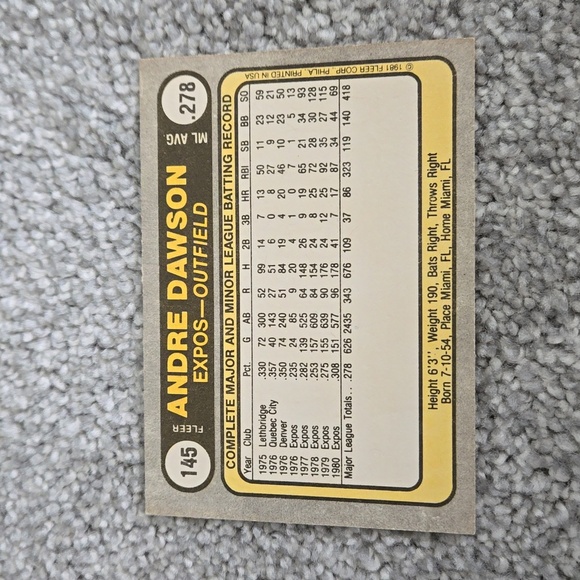 145 FLEER ANDRE DAWSON ML AVG. .278
EXPOS—OUTFIELD
COMPLETE MAJOR AND MINOR LEAGUE BATTING RECORD
Year Club Pct. G AB R H 2B 3B HR RBI SB BB SO
1975 Lethbridge .330 72 300 52 99 14 7 13 50 11 23 59
1976 Quebec City .357 40 143 27 51 6 0 8 27 9 12 21
1976 Denver .350 74 240 51 84 19 4 20 46 10 23 50
1976 Expos .235 24 85 9 20 4 1 0 7 1 5 13
1977 Expos .282 139 525 64 148 26 9 19 65 21 34 93
1978 Expos .253 157 609 84 154 24 8 25 72 28 30 128
1979 Expos .275 155 639 90 176 24 12 25 92 35 27 115
1980 Expos .308 151 577 96 178 41 7 17 87 34 44 69
Major League Totals . . .278 626 2435 343 676 109 37 86 323 119 140 418
Height 6'3", Weight 190, Bats Right, Throws Right
Born 7-10-54, Place Miami, FL, Home Miami, FL
© 1981 FLEER CORP., PHILA., PRINTED IN USA